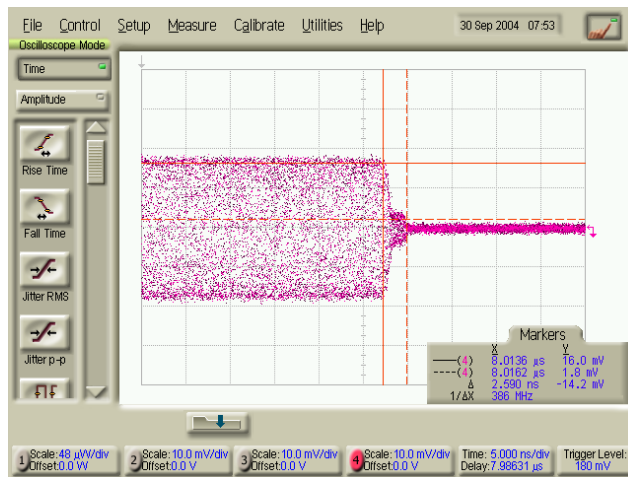 File Control Setup Measure Calibrate Utilities Help 30 Sep 2004 07:53
Oscilloscope Mode
Time
Amplitude
Rise Time
Fall Time
Jitter RMS
Jitter p-p
Markers
X Y
(4) 8.0136 µs 16.0 mV
(4) 8.0162 µs 1.8 mV
Δ 2.590 ns -14.2 mV
1/ΔX 386 MHz
1 Scale:48 µW/div Offset:0.0 W
2 Scale:10.0 mV/div Offset:0.0 V
3 Scale:10.0 mV/div Offset:0.0 V
4 Scale:10.0 mV/div Offset:0.0 V
Time: 5.000 ns/div Delay:7.98631 µs
Trigger Level: 180 mV